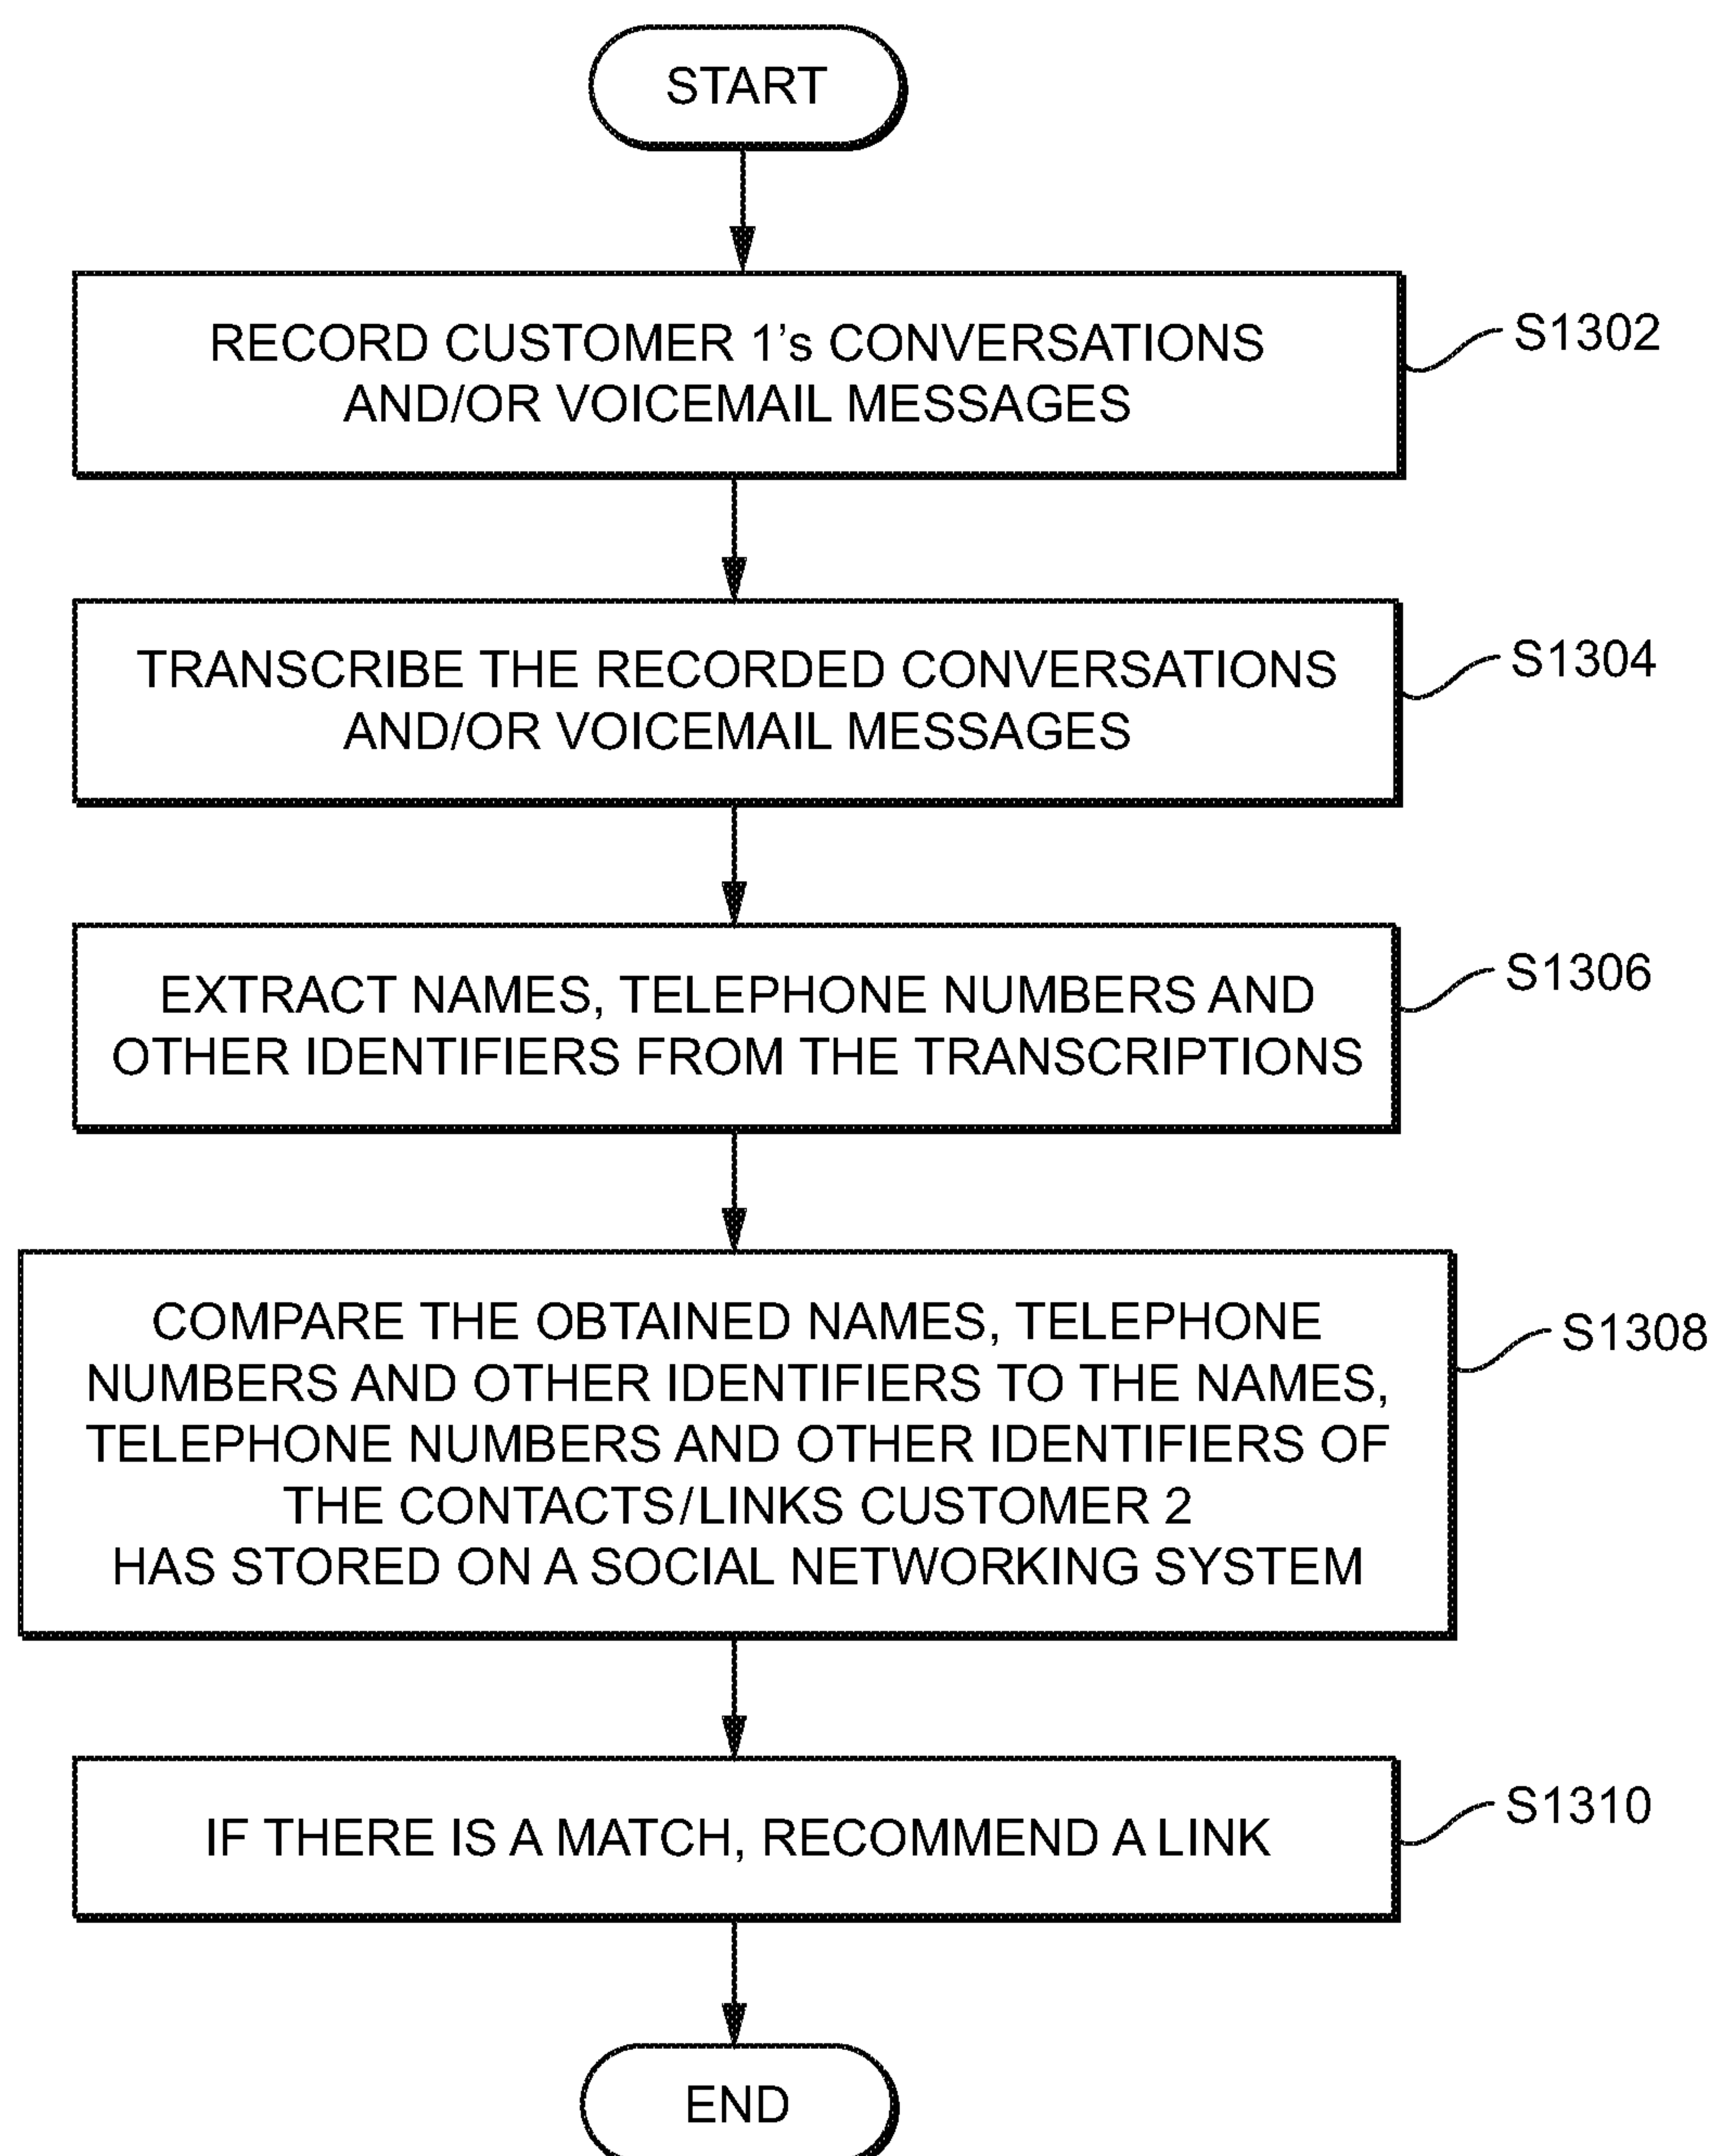 START
RECORD CUSTOMER 1's CONVERSATIONS
AND/OR VOICEMAIL MESSAGES
S1302
TRANSCRIBE THE RECORDED CONVERSATIONS
AND/OR VOICEMAIL MESSAGES
S1304
EXTRACT NAMES, TELEPHONE NUMBERS AND
OTHER IDENTIFIERS FROM THE TRANSCRIPTIONS
S1306
COMPARE THE OBTAINED NAMES, TELEPHONE
NUMBERS AND OTHER IDENTIFIERS TO THE NAMES,
TELEPHONE NUMBERS AND OTHER IDENTIFIERS OF
THE CONTACTS/LINKS CUSTOMER 2
HAS STORED ON A SOCIAL NETWORKING SYSTEM
S1308
IF THERE IS A MATCH, RECOMMEND A LINK
S1310
END